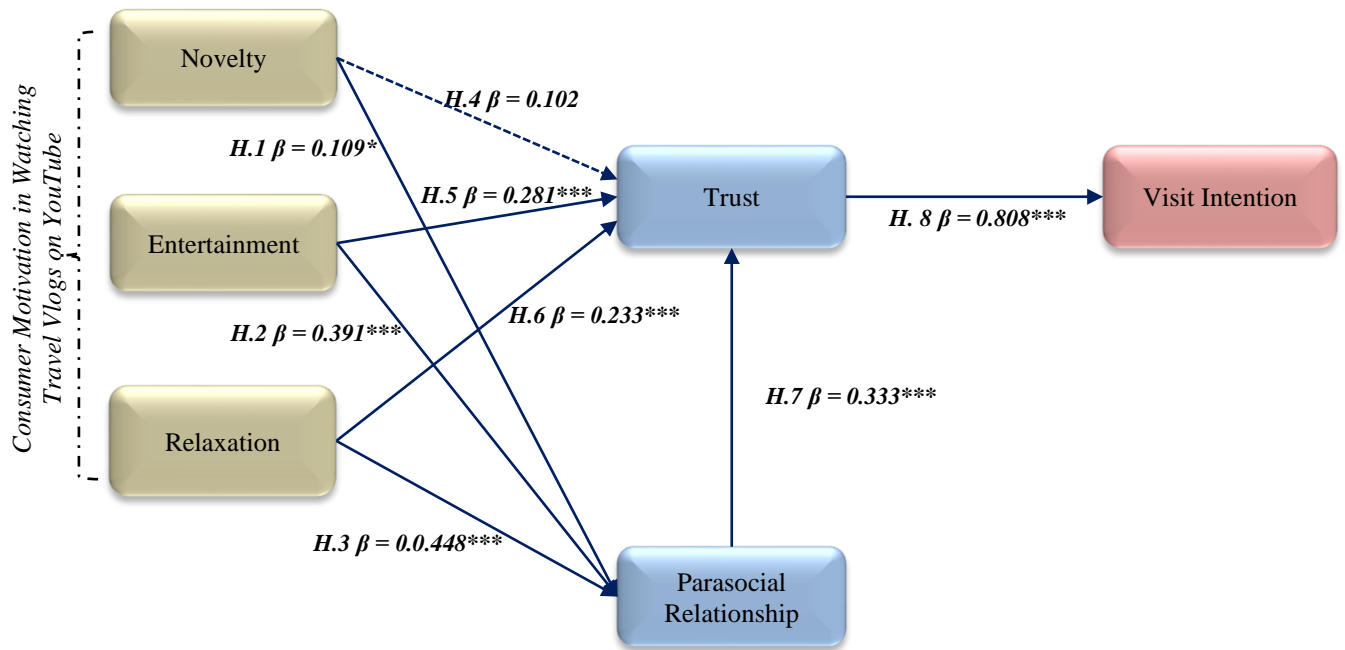 Consumer Motivation in Watching
Travel Vlogs on YouTube
Novelty
H.4 β = 0.102
H.1 β = 0.109*
H.5 β = 0.281***
Trust
H. 8 β = 0.808***
Visit Intention
Entertainment
H.2 β = 0.391***
H.6 β = 0.233***
H.7 β = 0.333***
Relaxation
H.3 β = 0.0.448***
Parasocial
Relationship